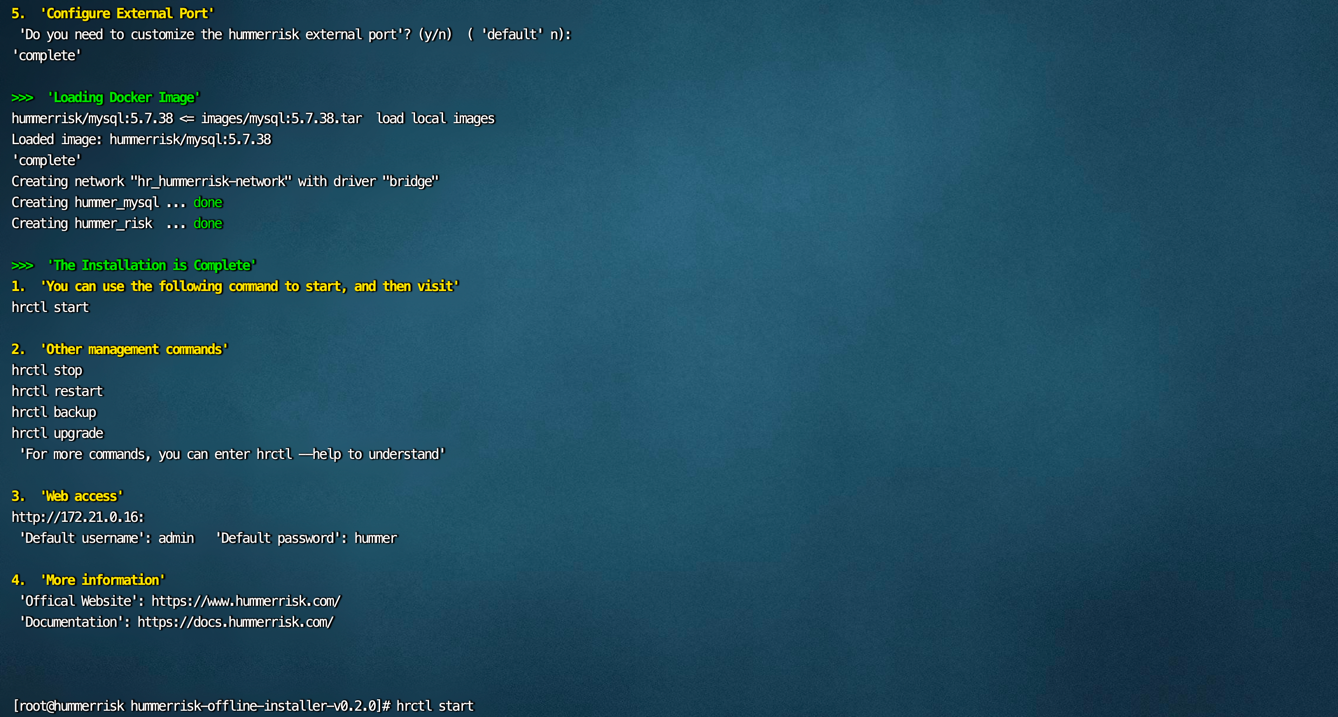 5.  'Configure External Port'
 'Do you need to customize the hummerrisk external port'? (y/n)  ( 'default' n):
'complete'
>>>  'Loading Docker Image'
hummerrisk/mysql:5.7.38 <= images/mysql:5.7.38.tar  load local images
Loaded image: hummerrisk/mysql:5.7.38
'complete'
Creating network "hr_hummerrisk-network" with driver "bridge"
Creating hummer_mysql ... done
Creating hummer_risk  ... done
>>>  'The Installation is Complete'
1.  'You can use the following command to start, and then visit'
hrctl start
2.  'Other management commands'
hrctl stop
hrctl restart
hrctl backup
hrctl upgrade
 'For more commands, you can enter hrctl --help to understand'
3.  'Web access'
http://172.21.0.16:
 'Default username': admin   'Default password': hummer
4.  'More information'
 'Offical Website': https://www.hummerrisk.com/
 'Documentation': https://docs.hummerrisk.com/
[root@hummerrisk hummerrisk-offline-installer-v0.2.0]# hrctl start